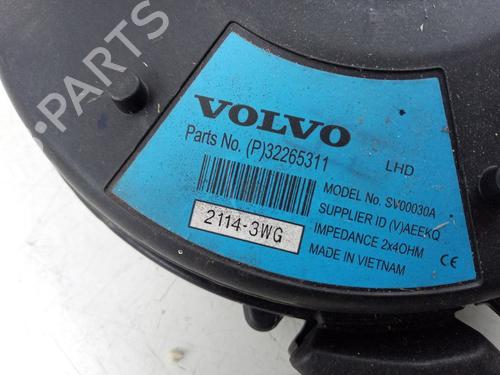 B-PARTS
VOLVO
Parts No. (P)32265311
LHD
MODEL No. SV00030A
SUPPLIER ID (V)AEEKQ
2114-3WG
IMPEDANCE 2x4OHM
MADE IN VIETNAM
CE